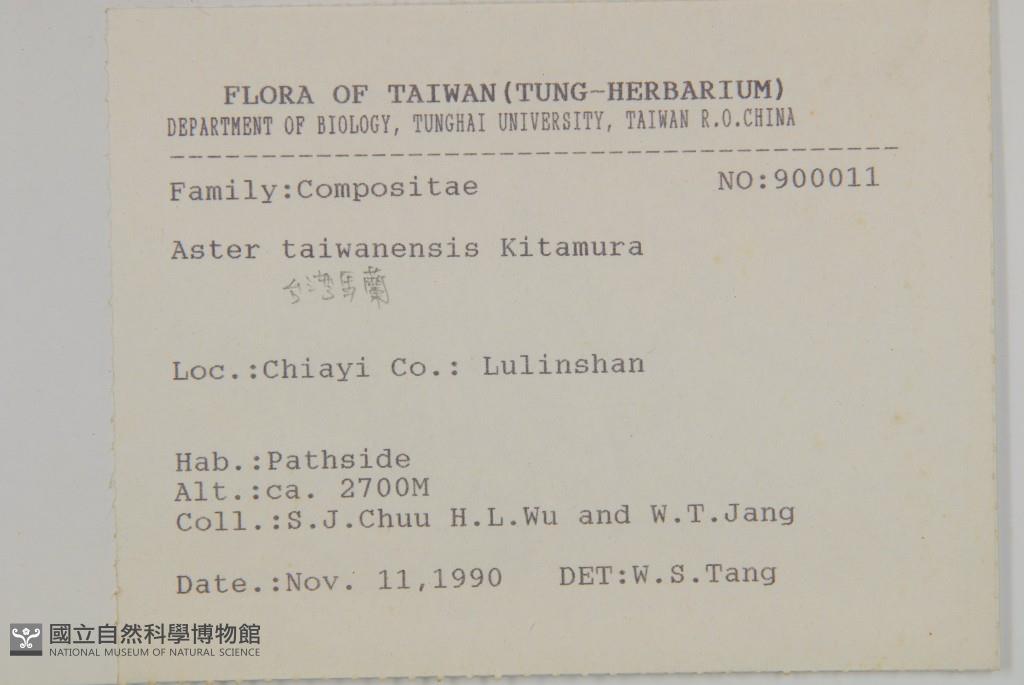 FLORA OF TAIWAN(TUNG-HERBARIUM)
DEPARTMENT OF BIOLOGY, TUNGHAI UNIVERSITY, TAIWAN R.O.CHINA
Family:Compositae NO:900011
Aster taiwanensis Kitamura
台湾馬蘭
Loc.:Chiayi Co.: Lulinshan
Hab.:Pathside
Alt.:ca. 2700M
Coll.:S.J.Chuu H.L.Wu and W.T.Jang
Date.:Nov. 11,1990 DET:W.S.Tang
國立自然科學博物館
NATIONAL MUSEUM OF NATURAL SCIENCE